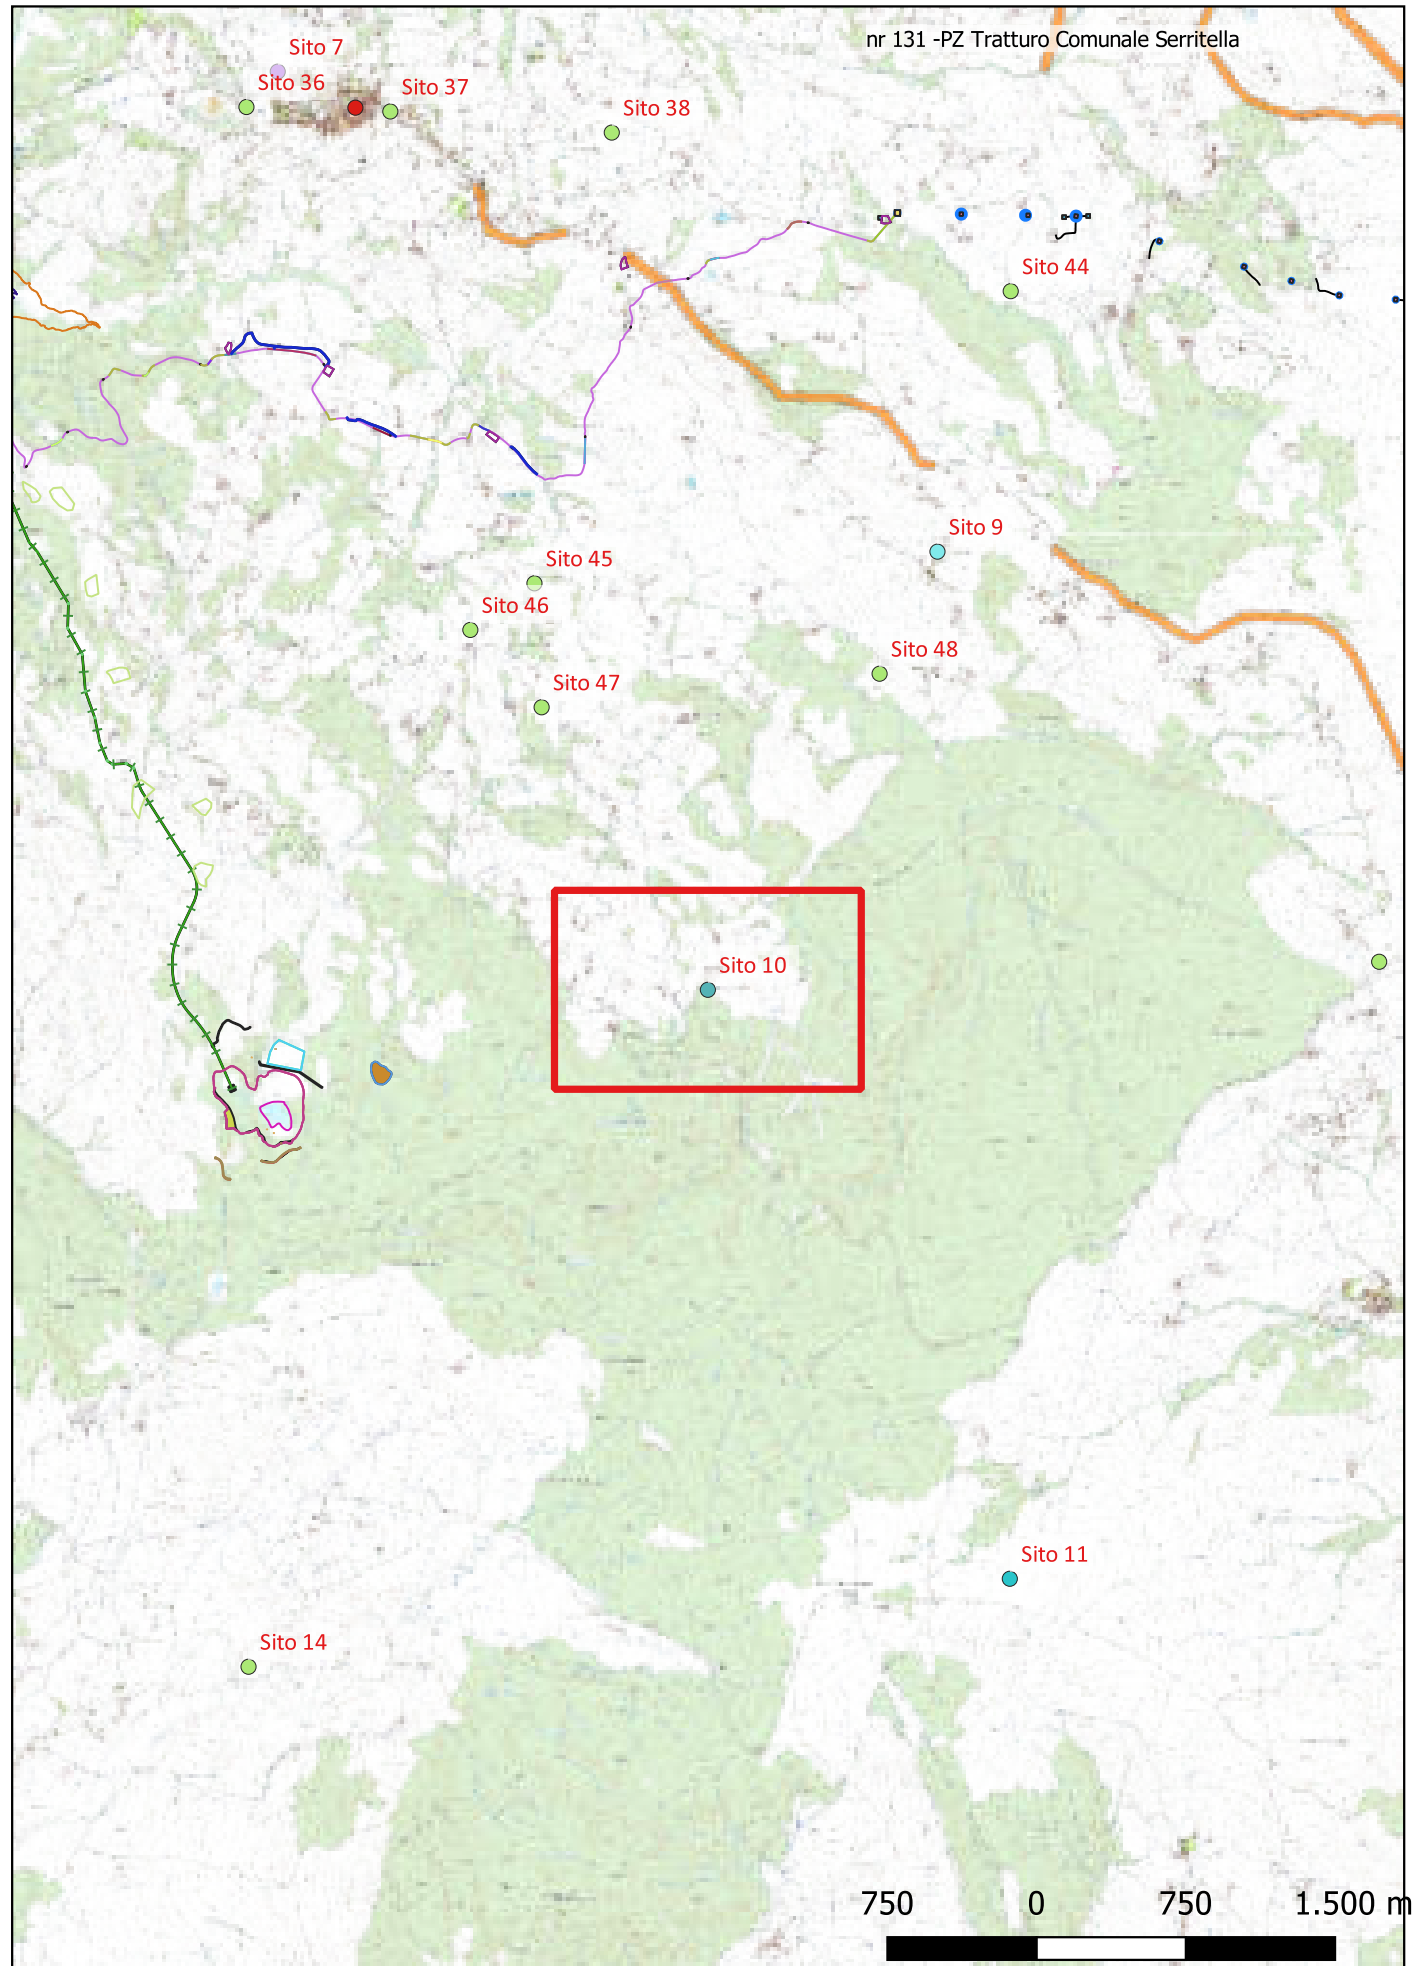 nr 131 -PZ Tratturo Comunale Serritella
Sito 7
Sito 36
Sito 37
Sito 38
Sito 44
Sito 9
Sito 45
Sito 46
Sito 48
Sito 47
Sito 10
Sito 11
Sito 14
750 0 750 1.500 m